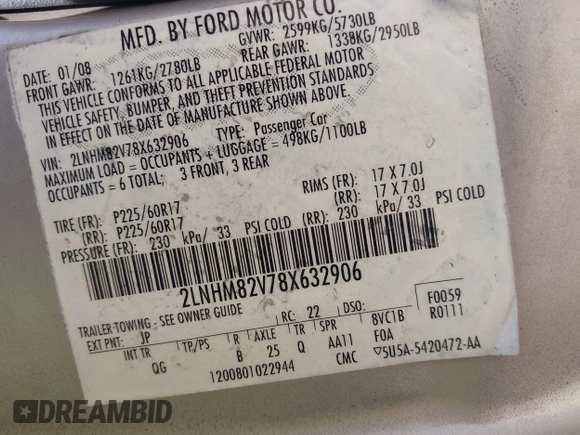 MFD. BY FORD MOTOR CO.
DATE: 01/08 GVWR: 2599KG/5730LB
FRONT GAWR: 1261KG/2780LB REAR GAWR: 1338KG/2950LB
THIS VEHICLE CONFORMS TO ALL APPLICABLE FEDERAL MOTOR
VEHICLE SAFETY, BUMPER, AND THEFT PREVENTION STANDARDS
IN EFFECT ON THE DATE OF MANUFACTURE SHOWN ABOVE.
VIN: 2LNHM82V78X632906 TYPE: Passenger Car
MAXIMUM LOAD = OCCUPANTS + LUGGAGE = 498KG/1100LB
OCCUPANTS = 6 TOTAL; 3 FRONT, 3 REAR
TIRE (FR): P225/60R17 RIMS (FR): 17 X 7.0J
(RR): P225/60R17 (RR): 17 X 7.0J
PRESSURE (FR): 230 kPa/ 33 PSI COLD (RR): 230 kPa/ 33 PSI COLD
2LNHM82V78X632906
TRAILER-TOWING - SEE OWNER GUIDE
EXT PNT: JP RC: 22 DSO: F0059
INT TR TP/PS R AXLE TR SPR 8VC1B R0111
QG B 25 Q AA11 FOA
1200801022944 CMC ▽5U5A-5420472-AA
DREAMBID